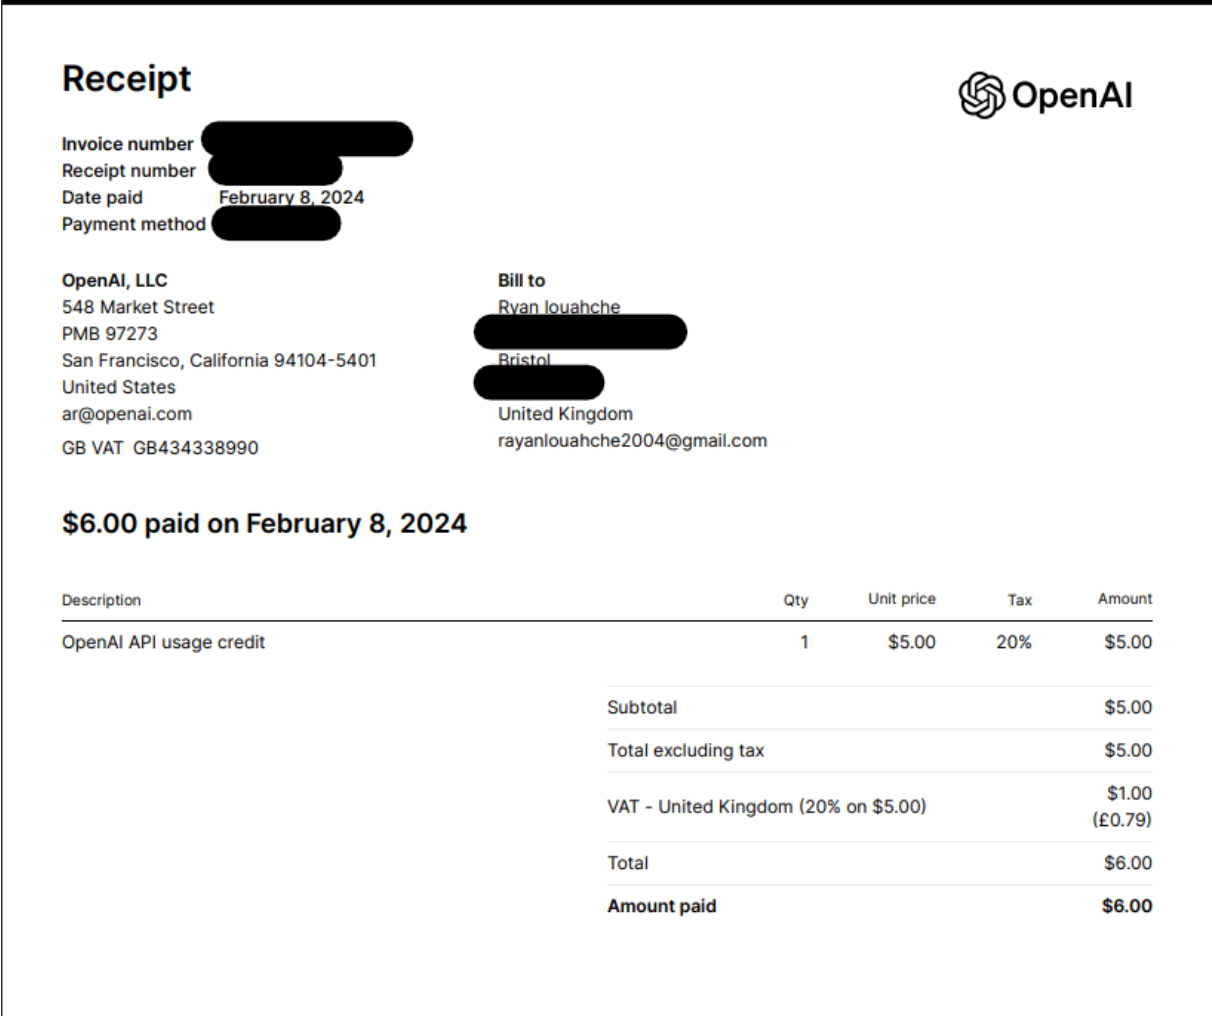 Receipt
OpenAI
Invoice number
Receipt number
Date paid February 8, 2024
Payment method
OpenAI, LLC
548 Market Street
PMB 97273
San Francisco, California 94104-5401
United States
ar@openai.com
GB VAT GB434338990
Bill to
Ryan louahche
Bristol
United Kingdom
rayanlouahche2004@gmail.com
$6.00 paid on February 8, 2024
Description Qty Unit price Tax Amount
OpenAI API usage credit 1 $5.00 20% $5.00
Subtotal $5.00
Total excluding tax $5.00
VAT - United Kingdom (20% on $5.00) $1.00
(£0.79)
Total $6.00
Amount paid $6.00